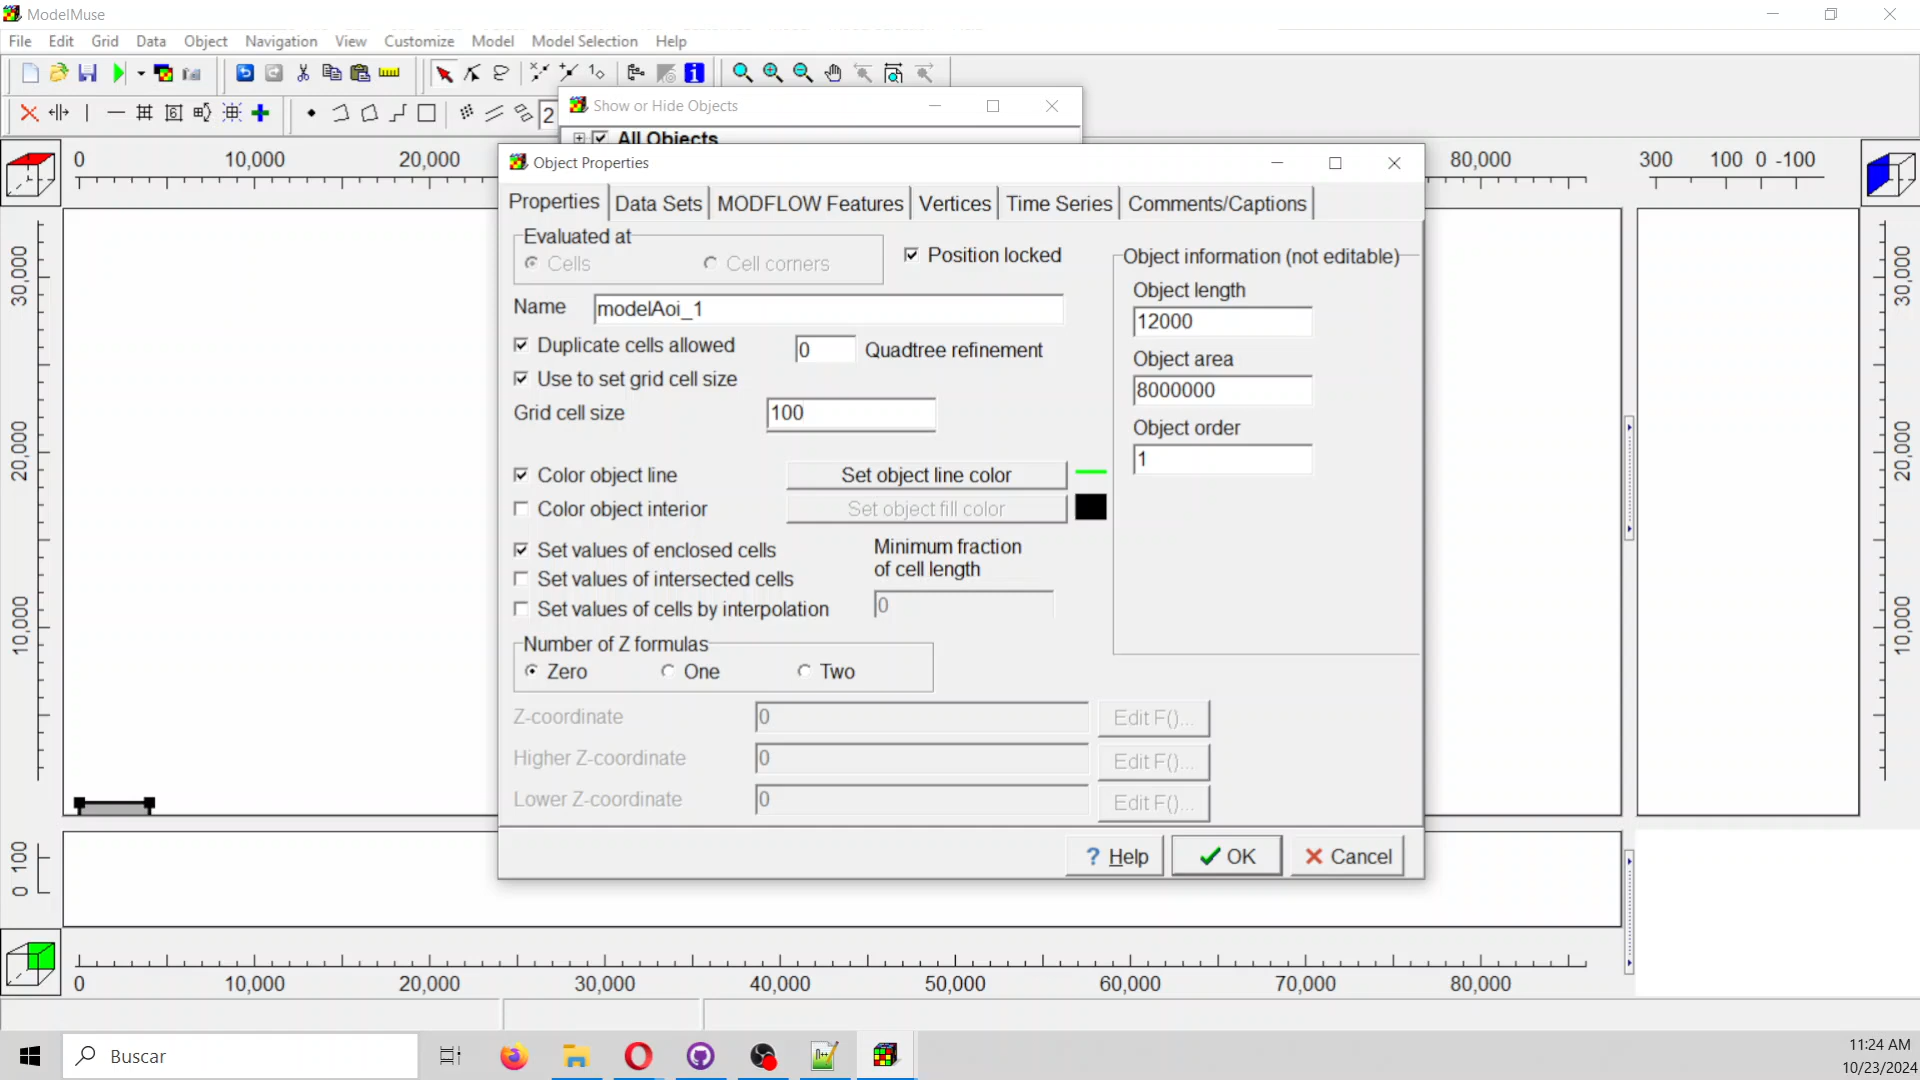 ModelMuse
File Edit Grid Data Object Navigation View Customize Model Model Selection Help
2
Show or Hide Objects
All Objects
0 10,000 20,000 80,000 300 100 0 -100
Object Properties
Properties Data Sets MODFLOW Features Vertices Time Series Comments/Captions
Evaluated at
Cells Cell corners
Position locked
Name modelAoi_1
Duplicate cells allowed 0 Quadtree refinement
Use to set grid cell size
Grid cell size 100
Color object line Set object line color
Color object interior Set object fill color
Set values of enclosed cells
Set values of intersected cells
Set values of cells by interpolation
Minimum fraction
of cell length
0
Number of Z formulas
Zero One Two
Z-coordinate 0 Edit F()...
Higher Z-coordinate 0 Edit F()...
Lower Z-coordinate 0 Edit F()...
Object information (not editable)
Object length
12000
Object area
8000000
Object order
1
Help OK Cancel
30,000
20,000
10,000
30,000
20,000
10,000
0 100
0 10,000 20,000 30,000 40,000 50,000 60,000 70,000 80,000
Buscar
11:24 AM
10/23/2024